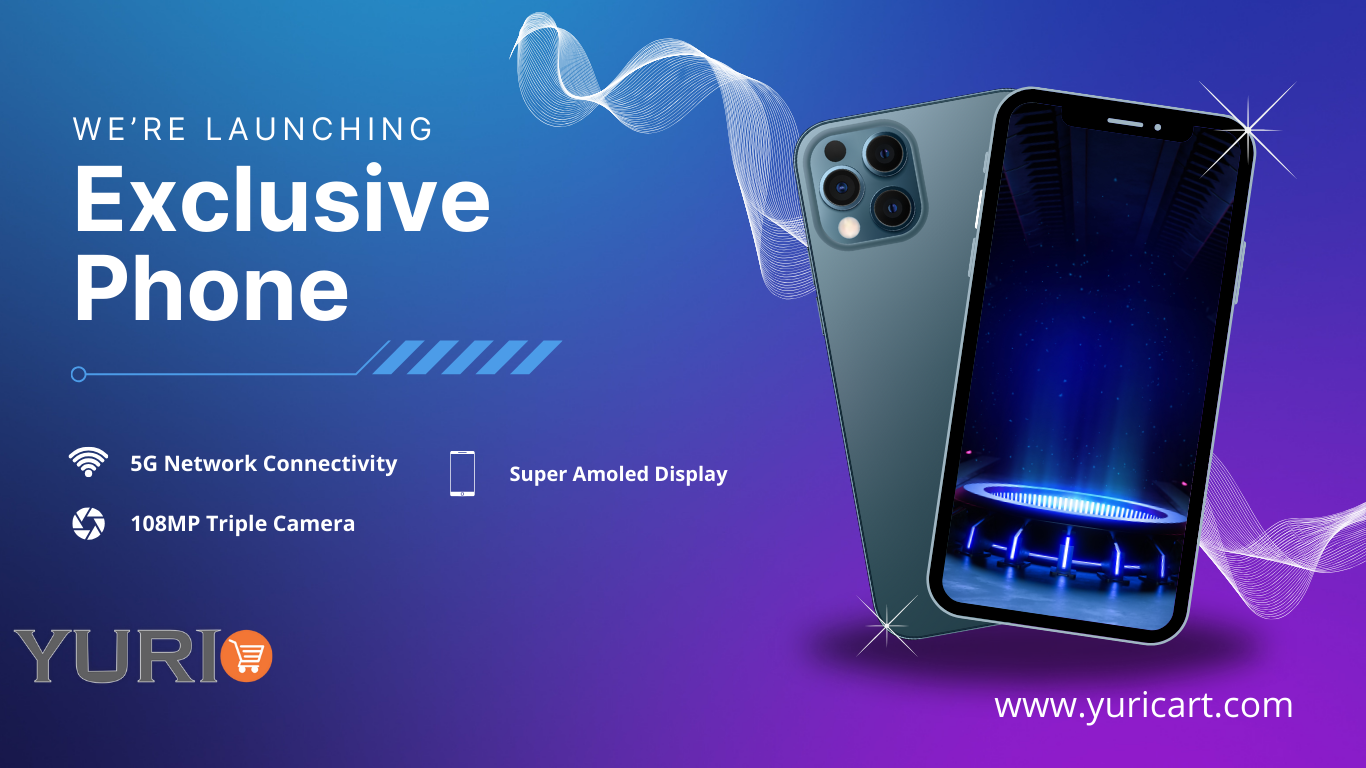 WE’RE LAUNCHING
Exclusive
Phone
5G Network Connectivity
108MP Triple Camera
Super Amoled Display
YURI
www.yuricart.com